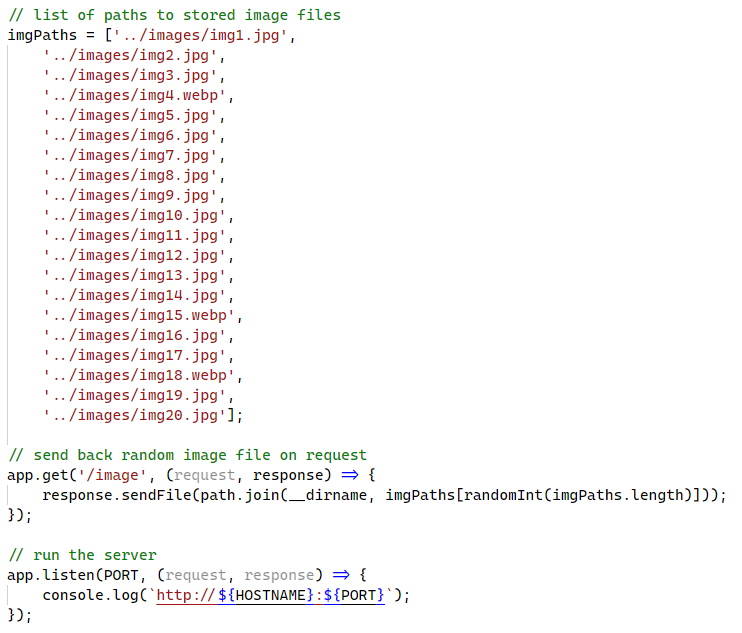 // list of paths to stored image files
imgPaths = ['../images/img1.jpg',
    '../images/img2.jpg',
    '../images/img3.jpg',
    '../images/img4.webp',
    '../images/img5.jpg',
    '../images/img6.jpg',
    '../images/img7.jpg',
    '../images/img8.jpg',
    '../images/img9.jpg',
    '../images/img10.jpg',
    '../images/img11.jpg',
    '../images/img12.jpg',
    '../images/img13.jpg',
    '../images/img14.jpg',
    '../images/img15.webp',
    '../images/img16.jpg',
    '../images/img17.jpg',
    '../images/img18.webp',
    '../images/img19.jpg',
    '../images/img20.jpg'];
// send back random image file on request
app.get('/image', (request, response) => {
    response.sendFile(path.join(__dirname, imgPaths[randomInt(imgPaths.length)]));
});
// run the server
app.listen(PORT, (request, response) => {
    console.log(`http://${HOSTNAME}:${PORT}`);
});